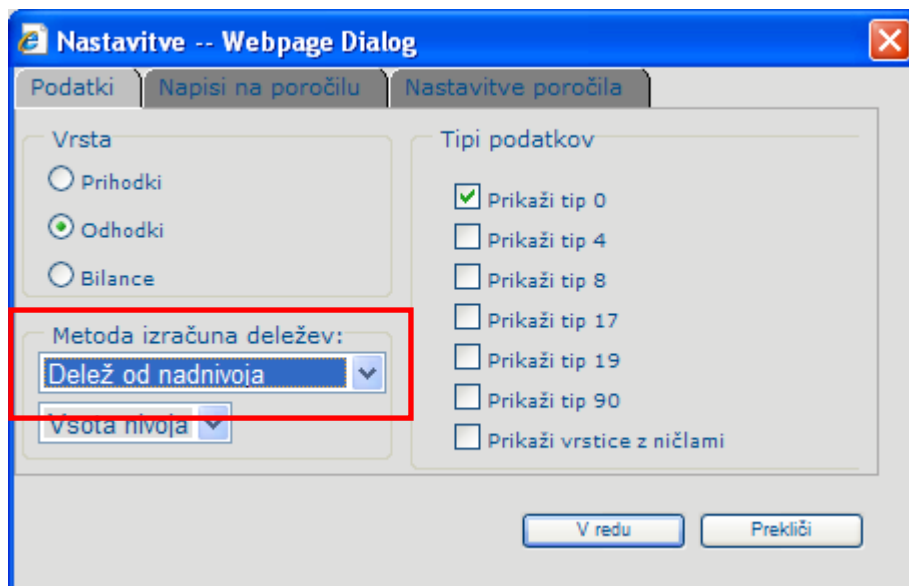 Nastavitve -- Webpage Dialog
Podatki
Napisi na poročilu
Nastavitve poročila
Vrsta
Prihodki
Odhodki
Bilance
Metoda izračuna deležev:
Delež od nadnivoja
Vsota nivoja
Tipi podatkov
Prikaži tip 0
Prikaži tip 4
Prikaži tip 8
Prikaži tip 17
Prikaži tip 19
Prikaži tip 90
Prikaži vrstice z ničlami
V redu
Prekliči